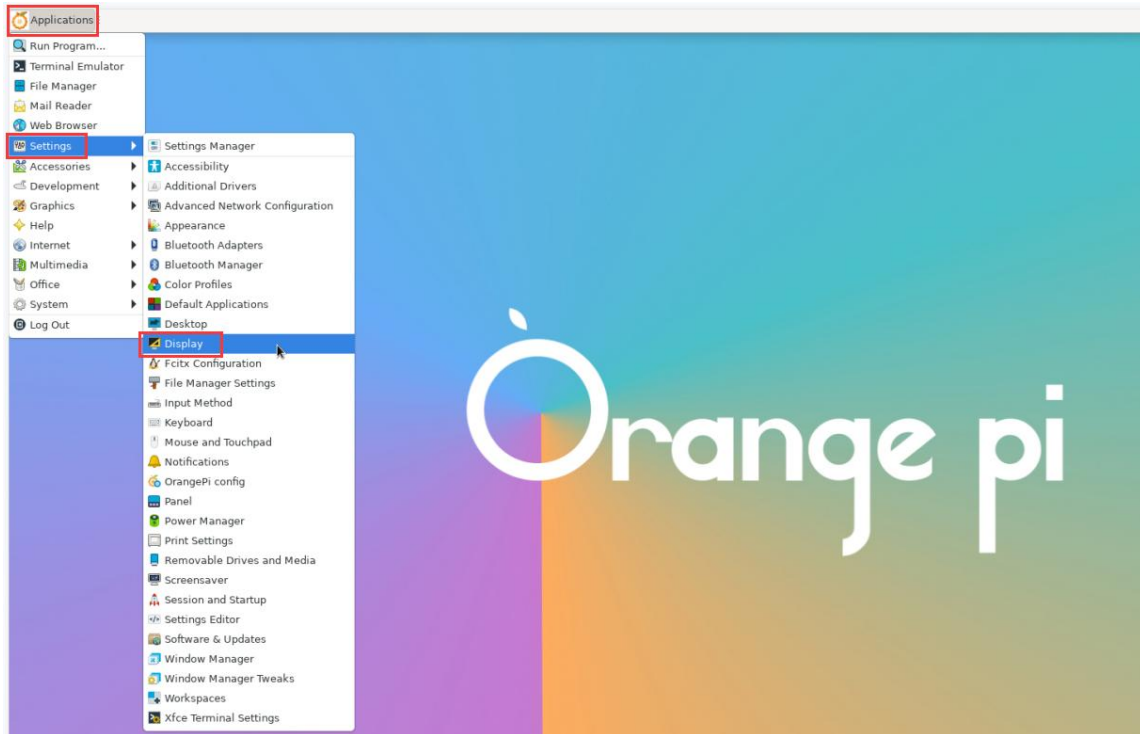 Applications
Run Program...
Terminal Emulator
File Manager
Mail Reader
Web Browser
Settings
Accessories
Development
Graphics
Help
Internet
Multimedia
Office
System
Log Out
Settings Manager
Accessibility
Additional Drivers
Advanced Network Configuration
Appearance
Bluetooth Adapters
Bluetooth Manager
Color Profiles
Default Applications
Desktop
Display
Fcitx Configuration
File Manager Settings
Input Method
Keyboard
Mouse and Touchpad
Notifications
OrangePi config
Panel
Power Manager
Print Settings
Removable Drives and Media
Screensaver
Session and Startup
Settings Editor
Software & Updates
Window Manager
Window Manager Tweaks
Workspaces
Xfce Terminal Settings
Orange pi